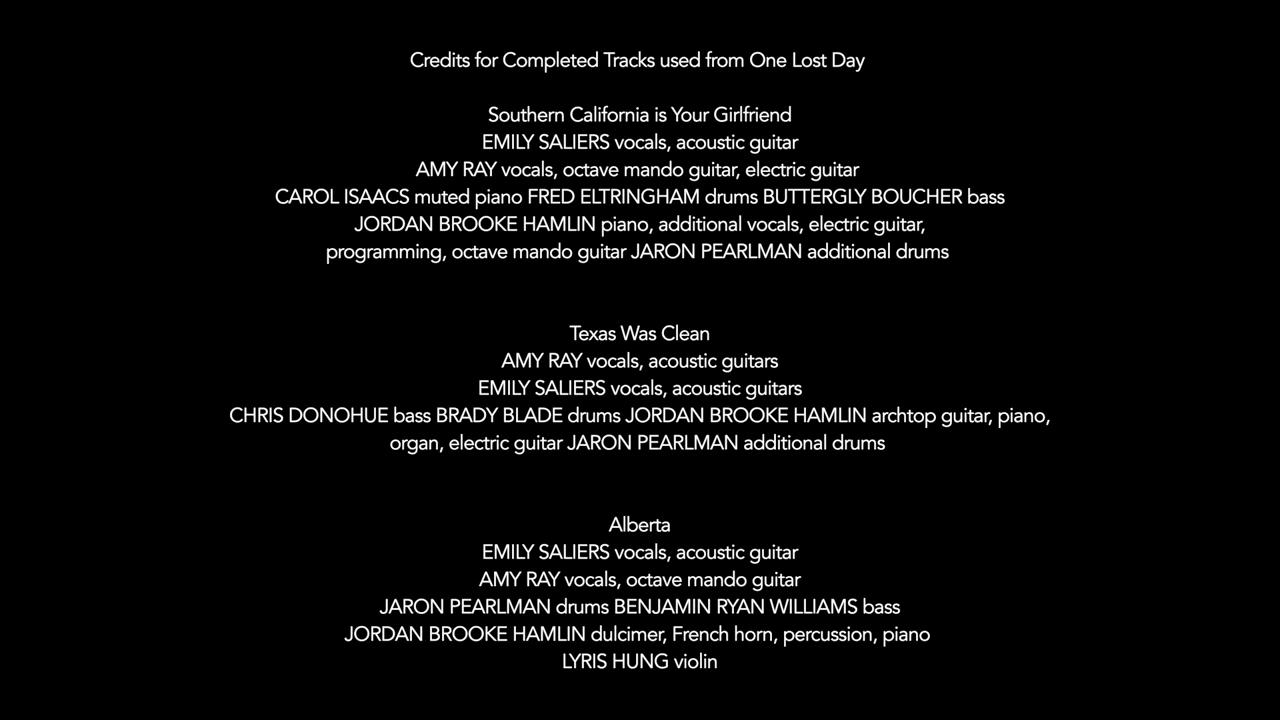 Credits for Completed Tracks used from One Lost Day
Southern California is Your Girlfriend
EMILY SALIERS vocals, acoustic guitar
AMY RAY vocals, octave mando guitar, electric guitar
CAROL ISAACS muted piano FRED ELTRINGHAM drums BUTTERGLY BOUCHER bass
JORDAN BROOKE HAMLIN piano, additional vocals, electric guitar,
programming, octave mando guitar JARON PEARLMAN additional drums
Texas Was Clean
AMY RAY vocals, acoustic guitars
EMILY SALIERS vocals, acoustic guitars
CHRIS DONOHUE bass BRADY BLADE drums JORDAN BROOKE HAMLIN archtop guitar, piano,
organ, electric guitar JARON PEARLMAN additional drums
Alberta
EMILY SALIERS vocals, acoustic guitar
AMY RAY vocals, octave mando guitar
JARON PEARLMAN drums BENJAMIN RYAN WILLIAMS bass
JORDAN BROOKE HAMLIN dulcimer, French horn, percussion, piano
LYRIS HUNG violin